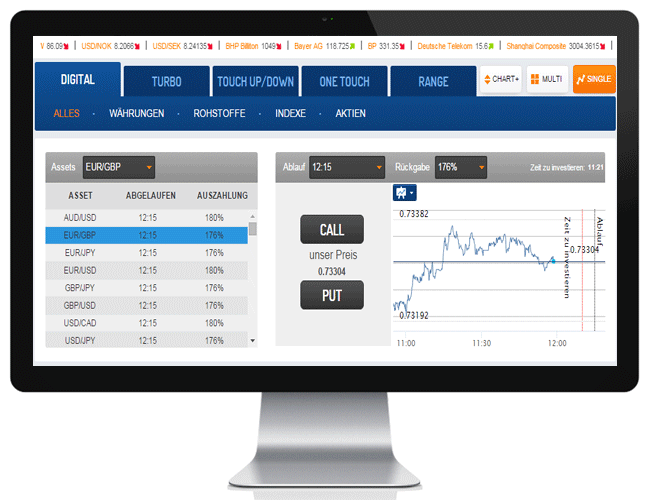 86.09 | USD/NOK 8.2066 | USD/SEK 8.24135 | BHP Billiton 1049 | Bayer AG 118.725 | BP 331.35 | Deutsche Telekom 15.6 | Shanghai Composite 3004.3615 |
DIGITAL TURBO TOUCH UP/DOWN ONE TOUCH RANGE CHART+ MULTI SINGLE
ALLES · WÄHRUNGEN · ROHSTOFFE · INDEXE · AKTIEN
Assets EUR/GBP
ASSET ABGELAUFEN AUSZAHLUNG
AUD/USD 12:15 180%
EUR/GBP 12:15 176%
EUR/JPY 12:15 176%
EUR/USD 12:15 180%
GBP/JPY 12:15 176%
GBP/USD 12:15 176%
USD/CAD 12:15 180%
USD/JPY 12:15 176%
Ablauf 12:15 Rückgabe 176% Zeit zu investieren: 11:21
CALL
unser Preis
0.73304
PUT
0.73382
0.73304
0.73192
Zeit zu investieren
Ablauf
11:00 11:30 12:00